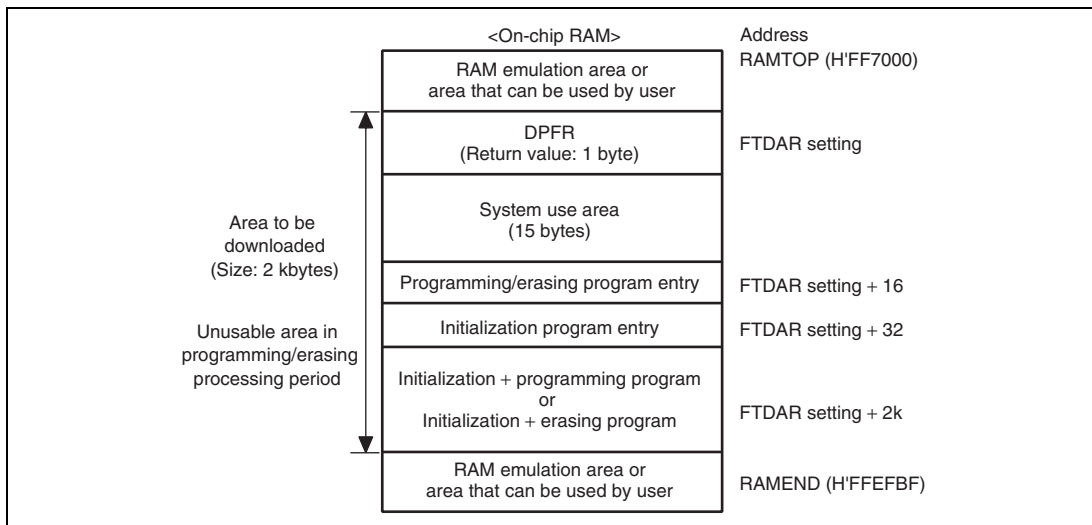 <On-chip RAM>
Address
RAMTOP (H'FF7000)
RAM emulation area or
area that can be used by user
DPFR
(Return value: 1 byte)
FTDAR setting
System use area
(15 bytes)
Area to be
downloaded
(Size: 2 kbytes)
Programming/erasing program entry
FTDAR setting + 16
Initialization program entry
FTDAR setting + 32
Unusable area in
programming/erasing
processing period
Initialization + programming program
or
Initialization + erasing program
FTDAR setting + 2k
RAM emulation area or
area that can be used by user
RAMEND (H'FFEFBF)